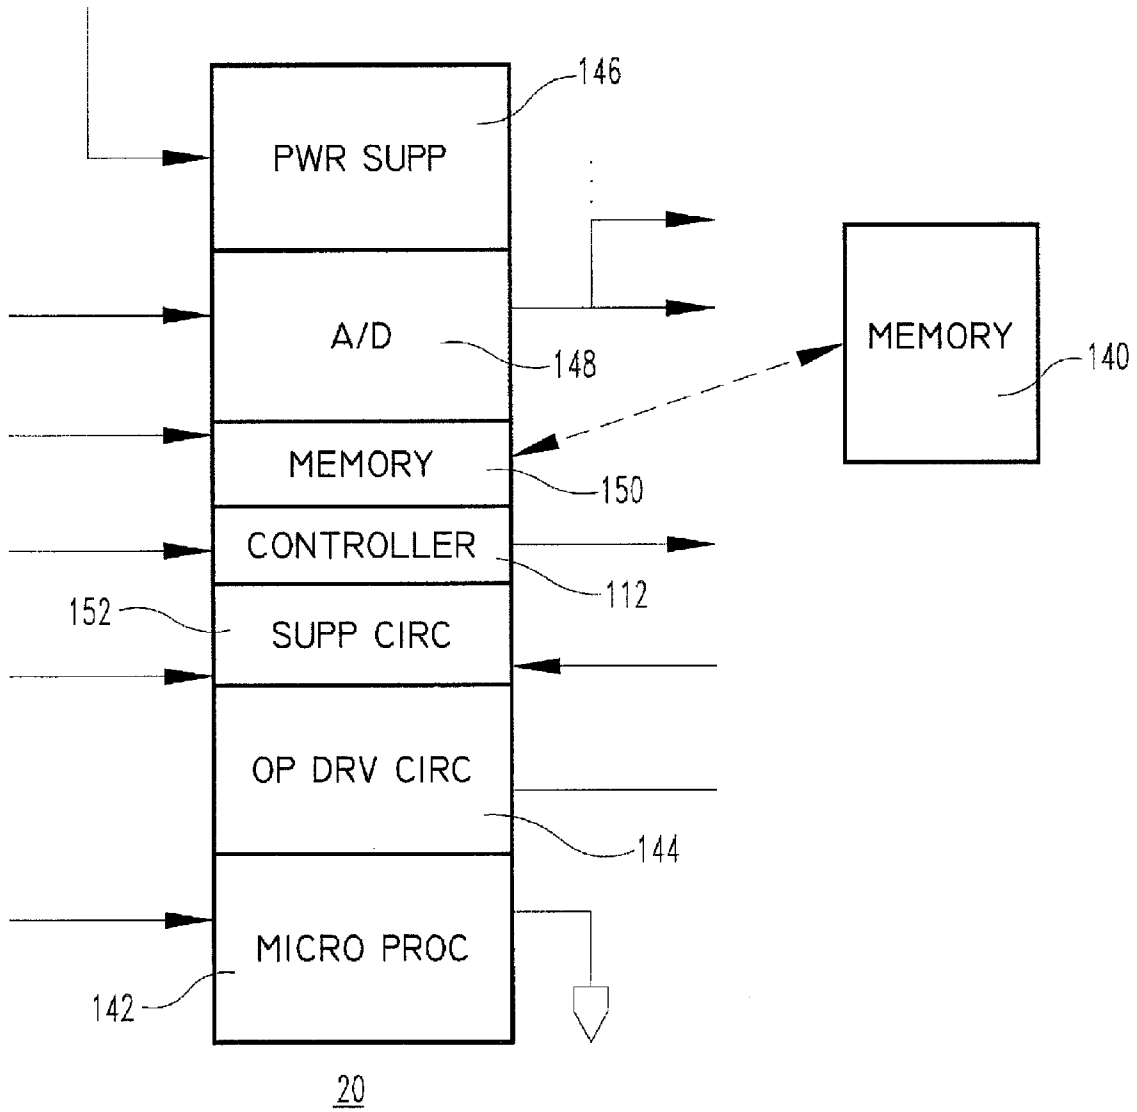 146
PWR SUPP
A/D
148
MEMORY
140
MEMORY
150
CONTROLLER
112
152
SUPP CIRC
OP DRV CIRC
144
MICRO PROC
142
20